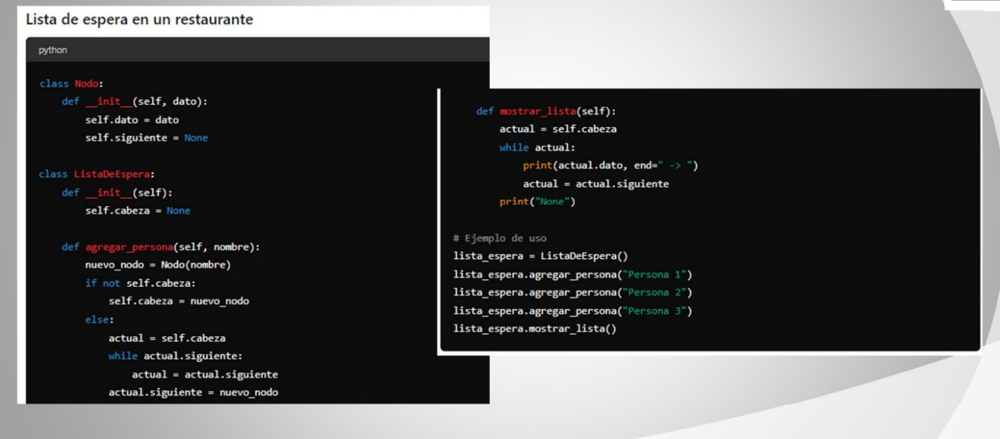 Lista de espera en un restaurante
python
class Nodo:
    def __init__(self, dato):
        self.dato = dato
        self.siguiente = None
class ListaDeEspera:
    def __init__(self):
        self.cabeza = None
    def agregar_persona(self, nombre):
        nuevo_nodo = Nodo(nombre)
        if not self.cabeza:
            self.cabeza = nuevo_nodo
        else:
            actual = self.cabeza
            while actual.siguiente:
                actual = actual.siguiente
            actual.siguiente = nuevo_nodo
    def mostrar_lista(self):
        actual = self.cabeza
        while actual:
            print(actual.dato, end=" -> ")
            actual = actual.siguiente
        print("None")
# Ejemplo de uso
lista_espera = ListaDeEspera()
lista_espera.agregar_persona("Persona 1")
lista_espera.agregar_persona("Persona 2")
lista_espera.agregar_persona("Persona 3")
lista_espera.mostrar_lista()